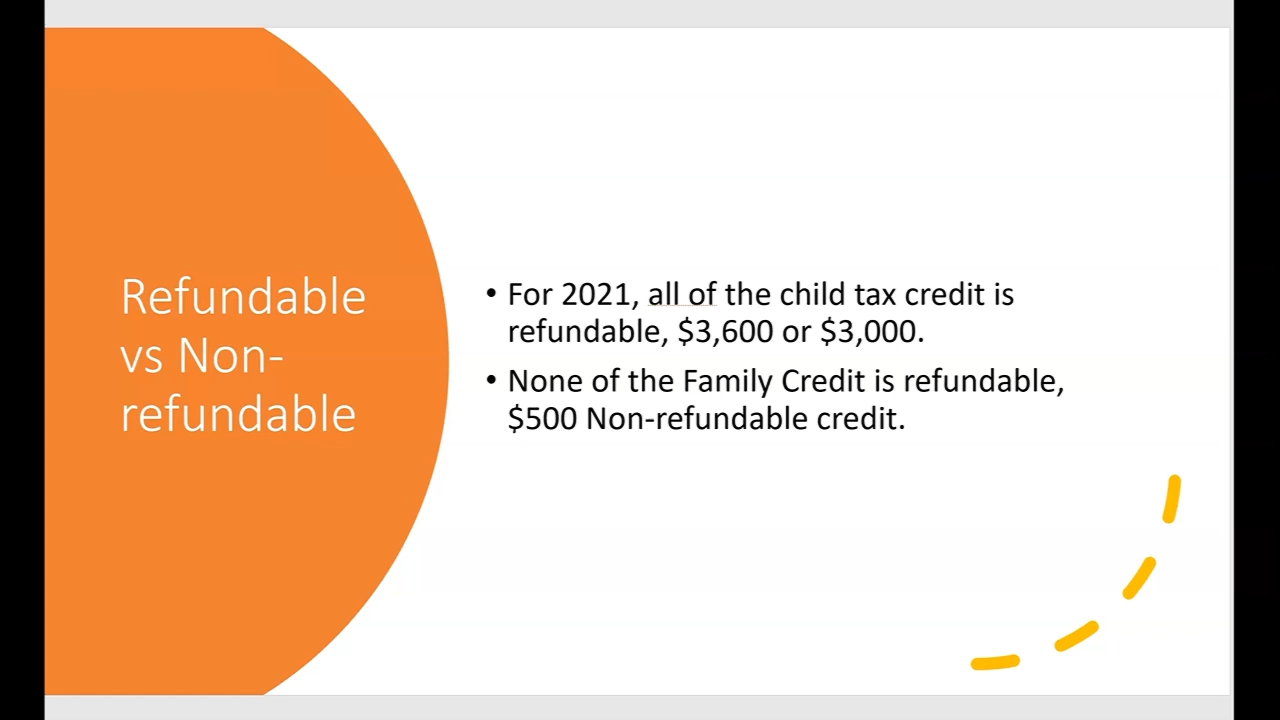 Refundable
vs Non-
refundable
• For 2021, all of the child tax credit is
refundable, $3,600 or $3,000.
• None of the Family Credit is refundable,
$500 Non-refundable credit.